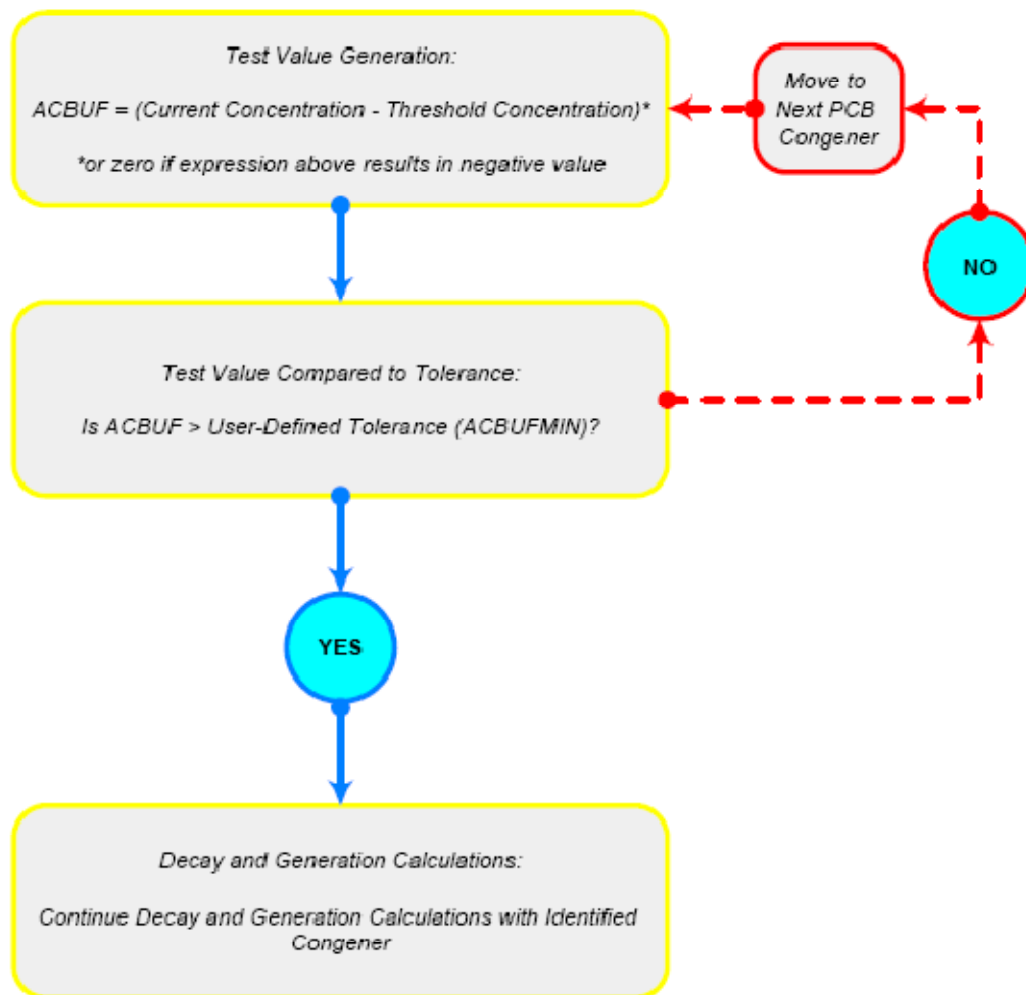 Test Value Generation:
ACBUF = (Current Concentration - Threshold Concentration)*
*or zero if expression above results in negative value
Move to
Next PCB
Congener
NO
Test Value Compared to Tolerance:
Is ACBUF > User-Defined Tolerance (ACBUFMIN)?
YES
Decay and Generation Calculations:
Continue Decay and Generation Calculations with Identified
Congener